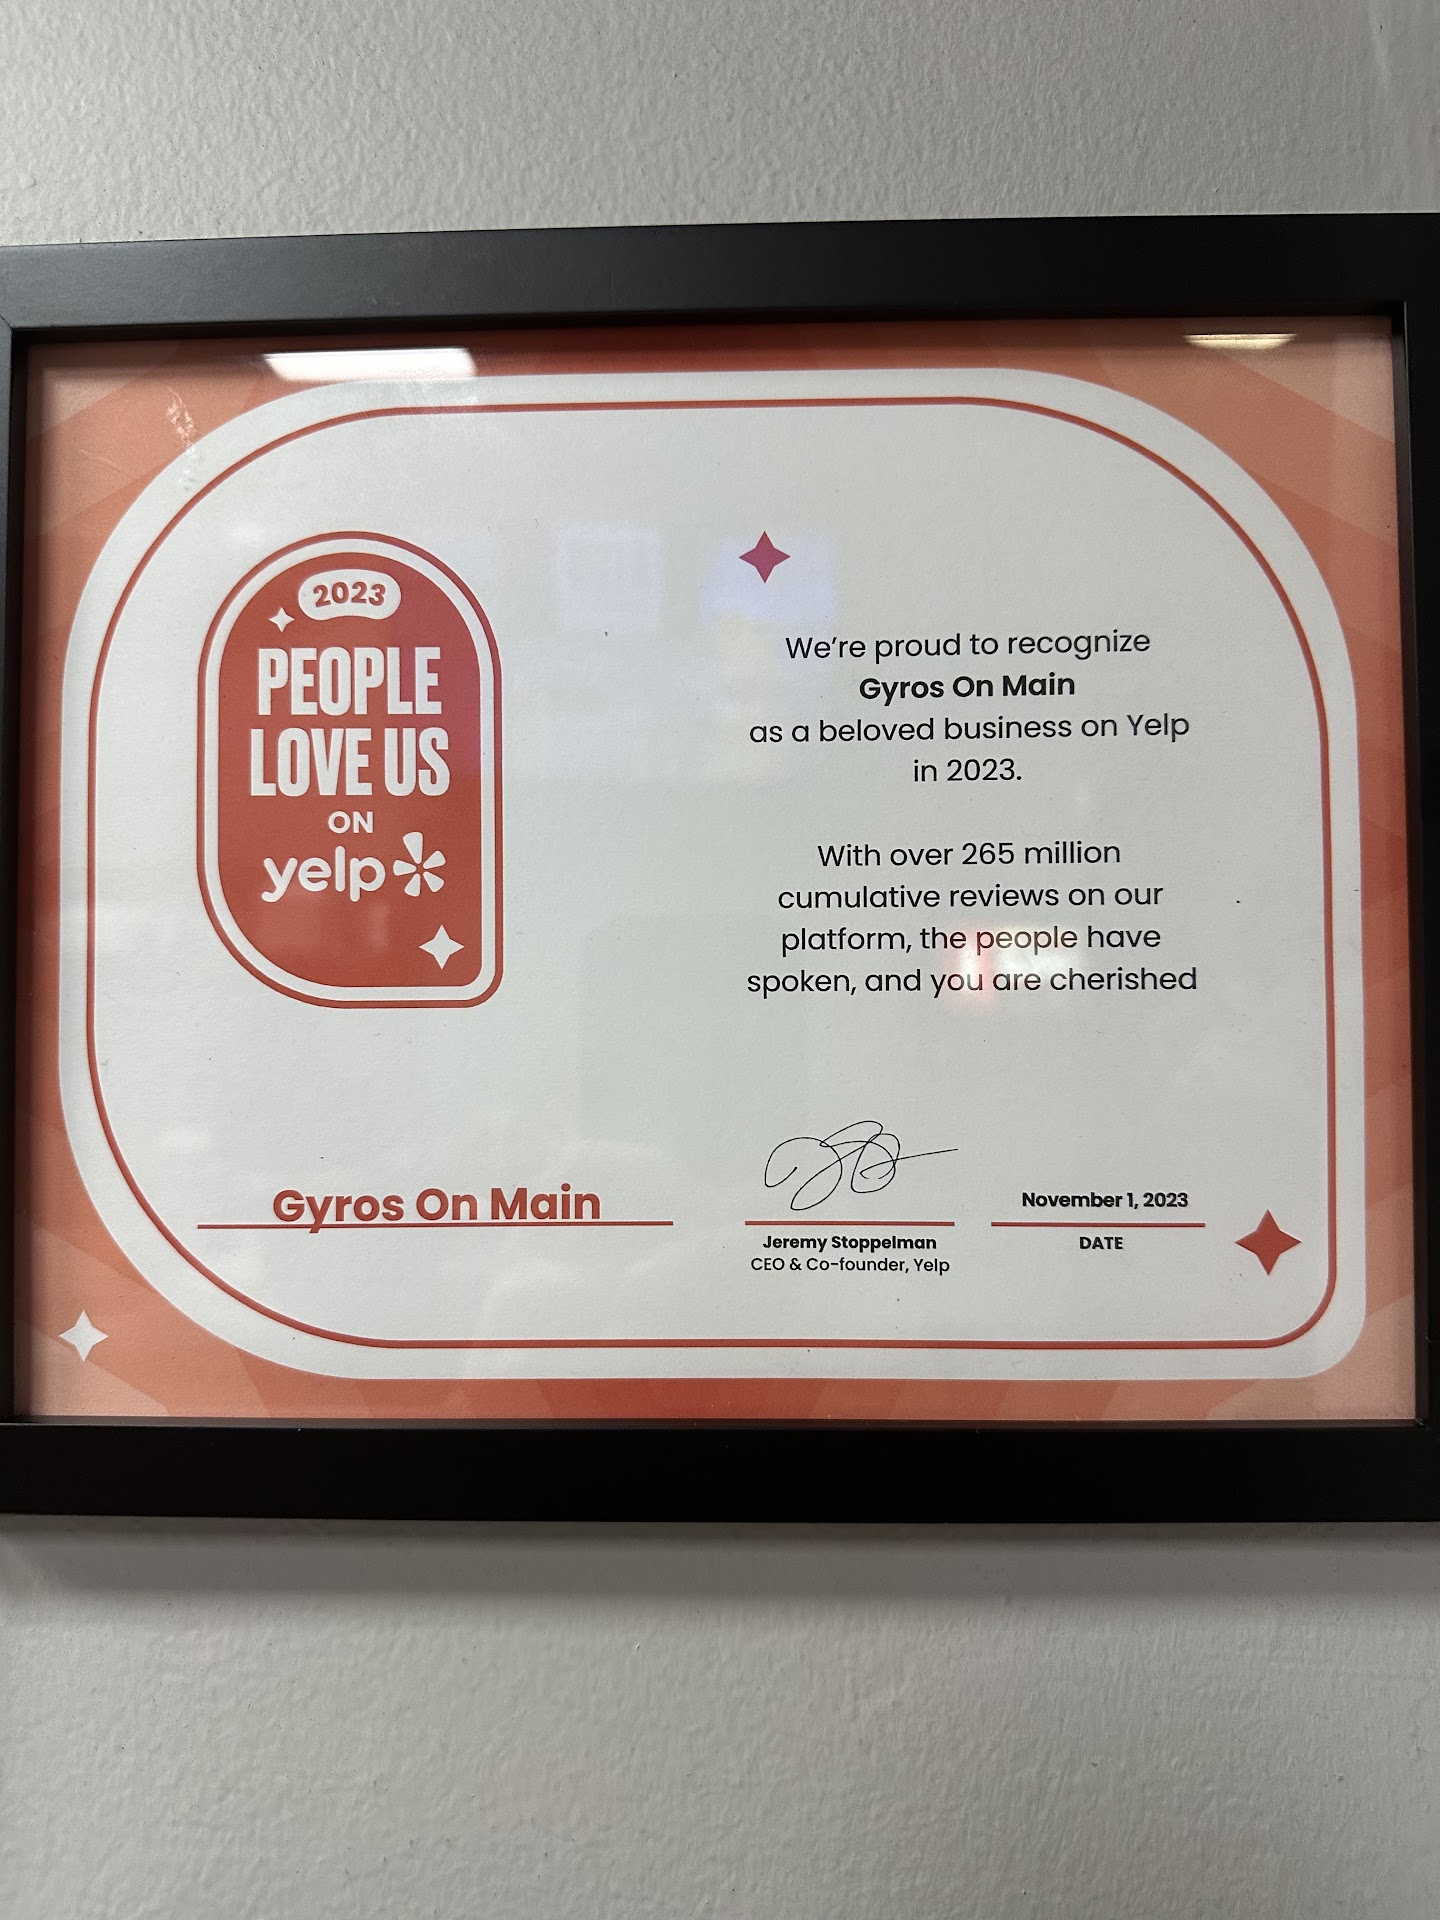 2023
PEOPLE
LOVE US
ON
yelp
We're proud to recognize
Gyros On Main
as a beloved business on Yelp
in 2023.
With over 265 million
cumulative reviews on our
platform, the people have
spoken, and you are cherished
Gyros On Main
Jeremy Stoppelman
CEO & Co-founder, Yelp
November 1, 2023
DATE